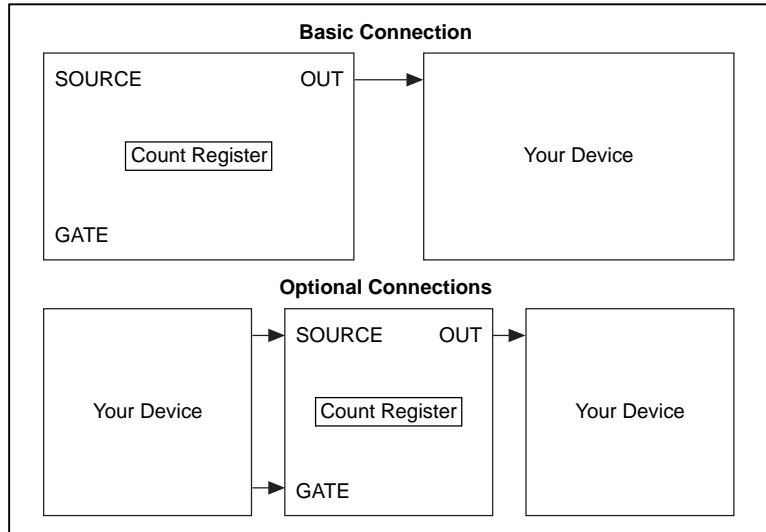 Basic Connection
SOURCE OUT
Count Register
Your Device
GATE
Optional Connections
SOURCE OUT
Your Device
Count Register
Your Device
GATE